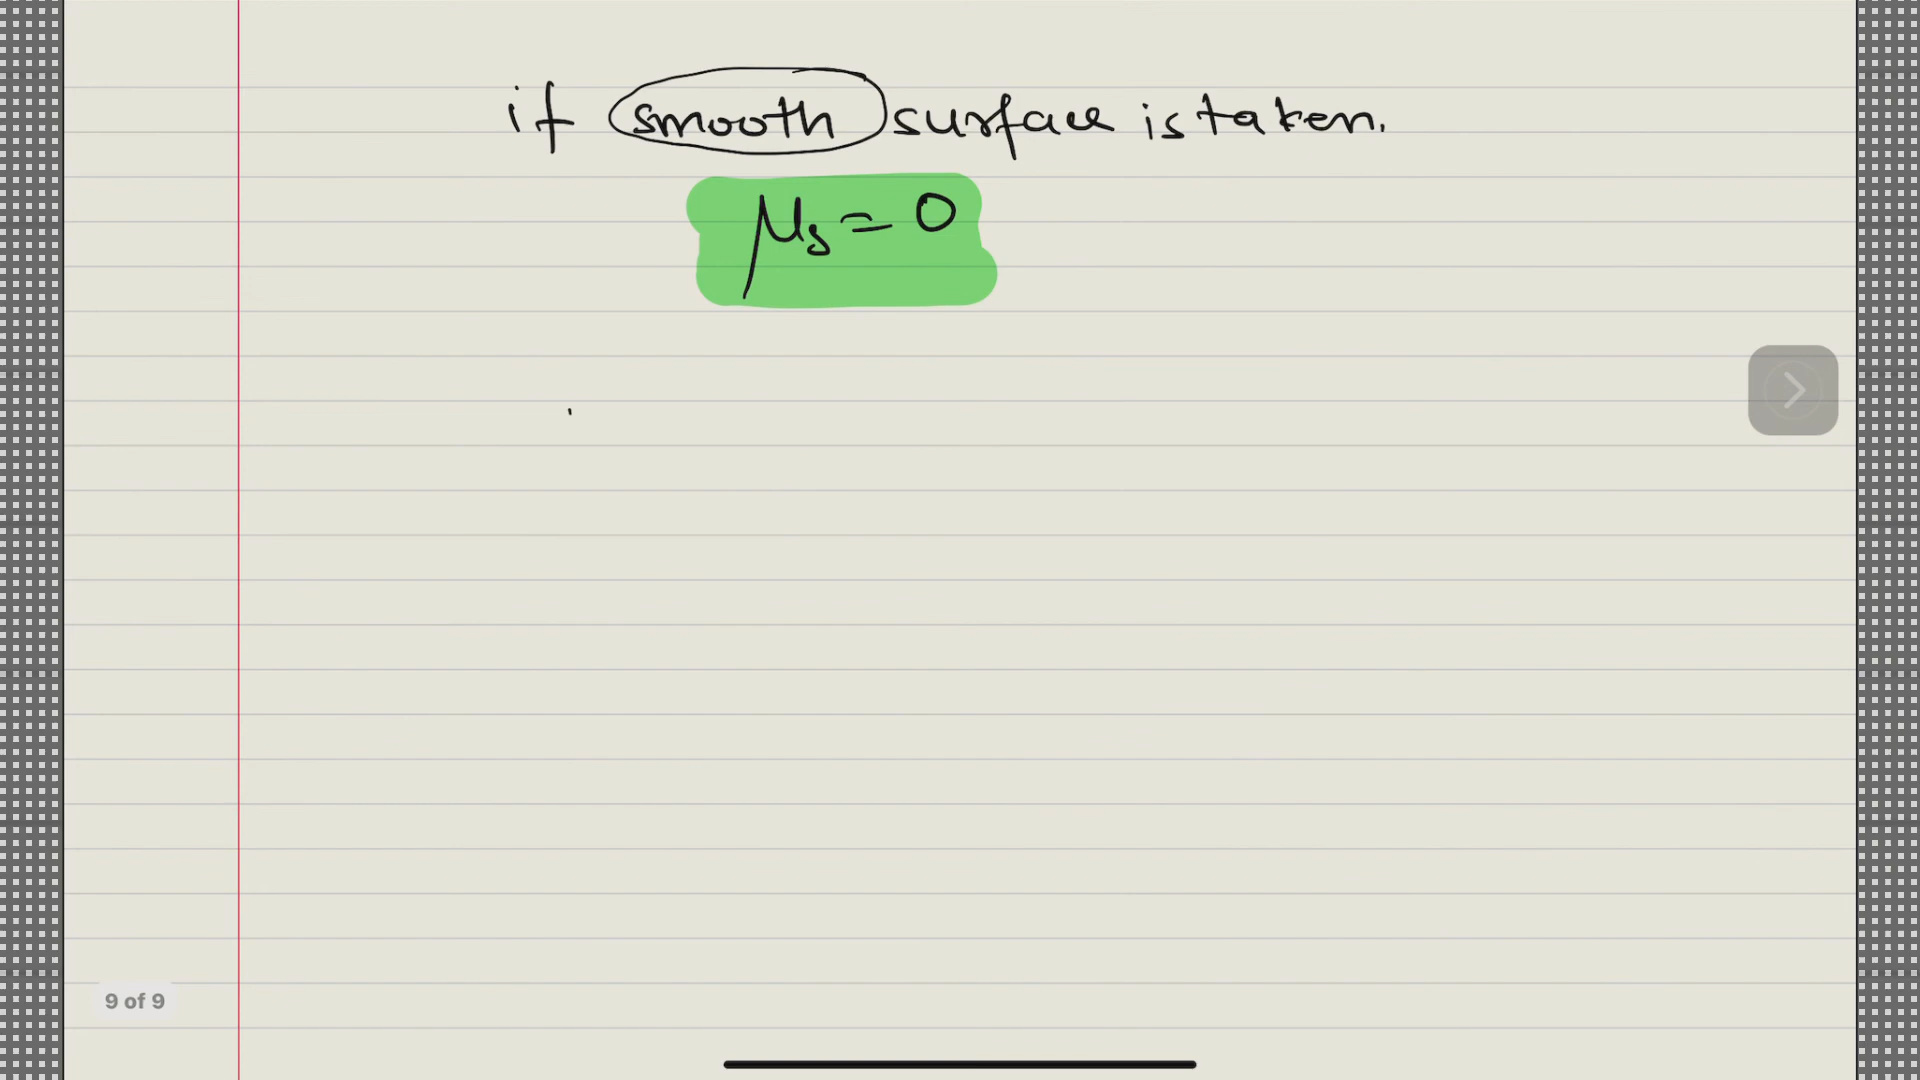 if smooth surface is taken.
μs = 0
9 of 9